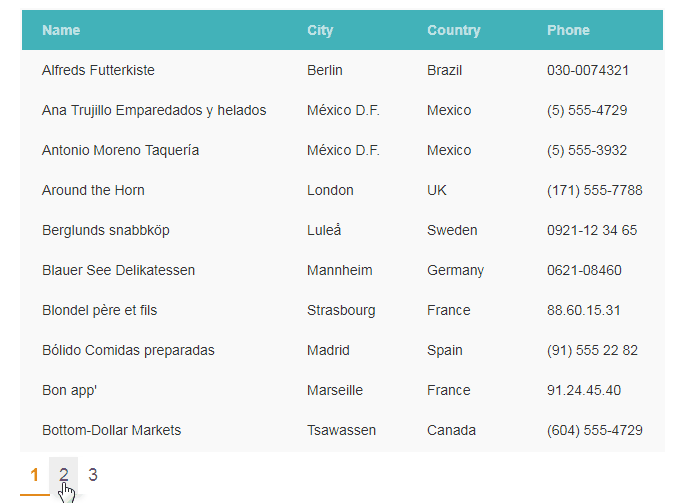 Name City Country Phone
Alfreds Futterkiste Berlin Brazil 030-0074321
Ana Trujillo Emparedados y helados México D.F. Mexico (5) 555-4729
Antonio Moreno Taquería México D.F. Mexico (5) 555-3932
Around the Horn London UK (171) 555-7788
Berglunds snabbköp Luleå Sweden 0921-12 34 65
Blauer See Delikatessen Mannheim Germany 0621-08460
Blondel père et fils Strasbourg France 88.60.15.31
Bólido Comidas preparadas Madrid Spain (91) 555 22 82
Bon app' Marseille France 91.24.45.40
Bottom-Dollar Markets Tsawassen Canada (604) 555-4729
1 2 3